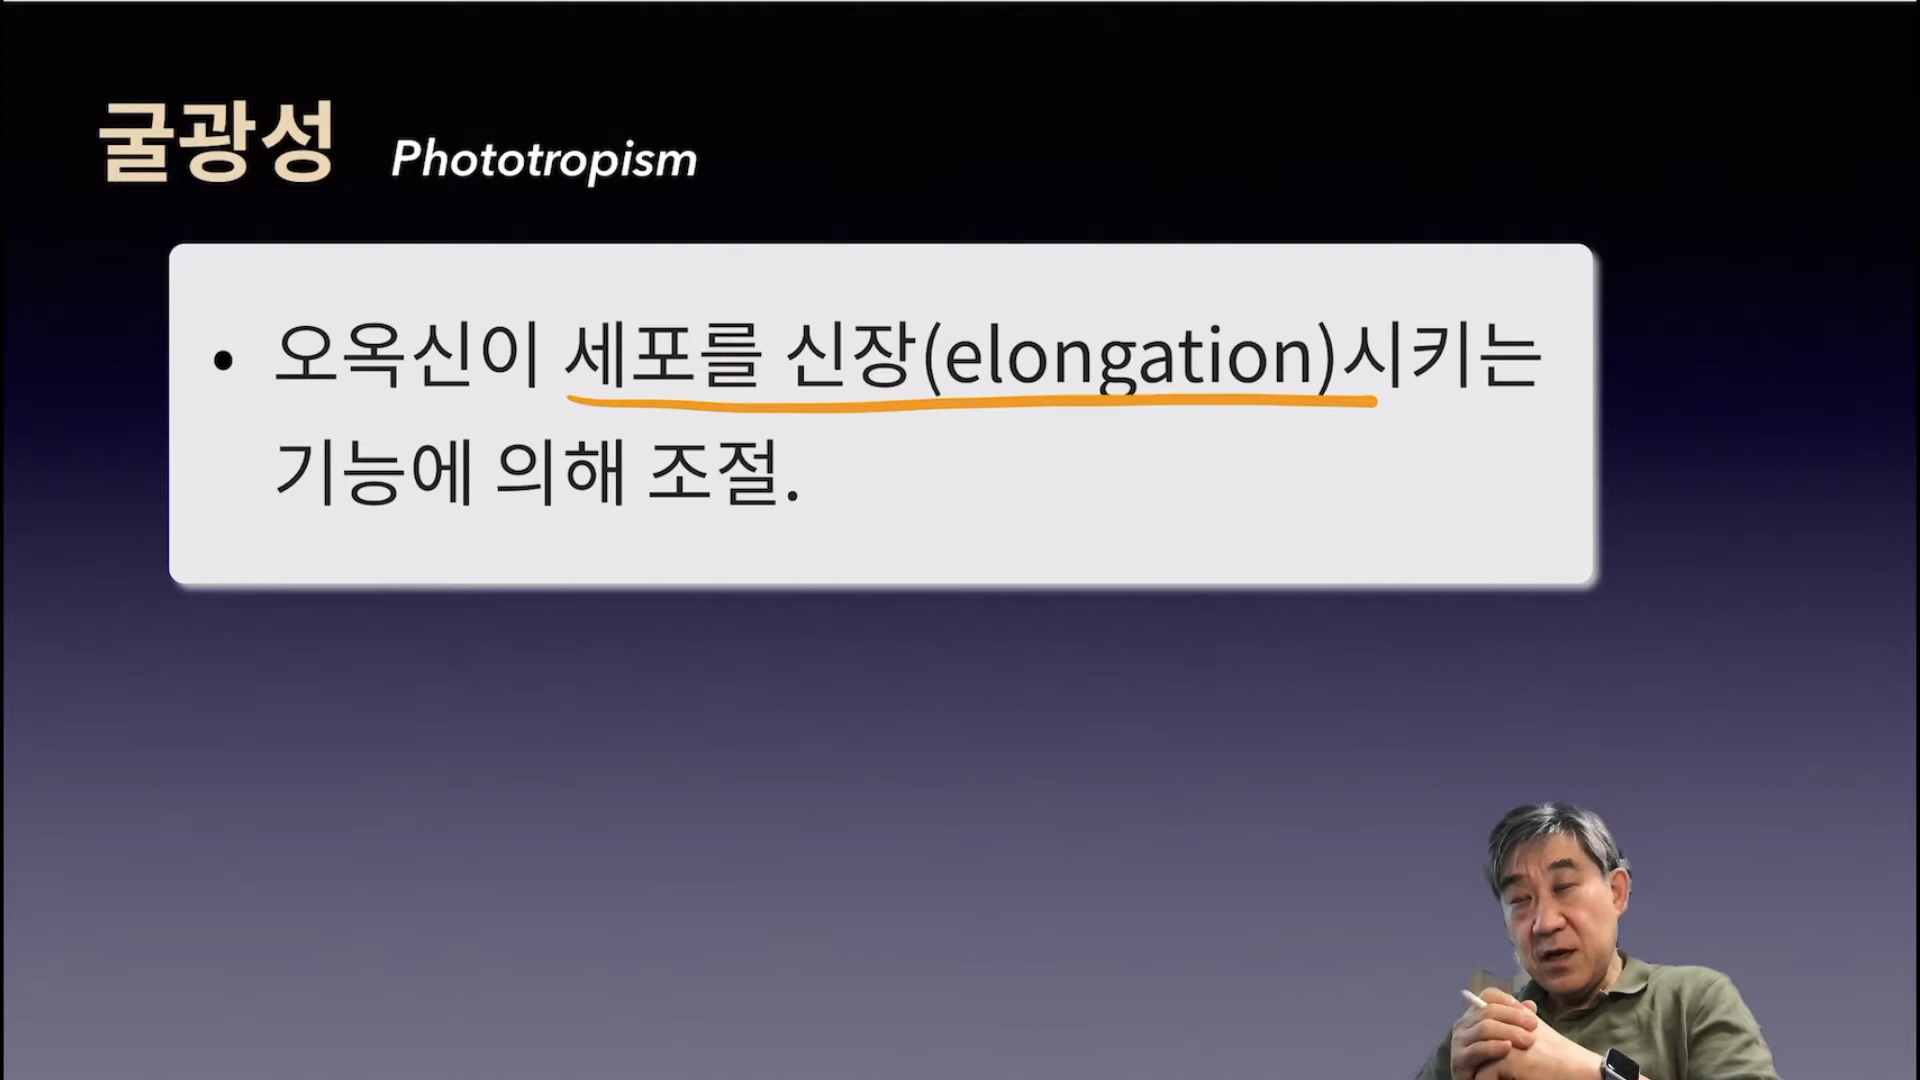 굴광성 Phototropism
• 오옥신이 세포를 신장(elongation)시키는
기능에 의해 조절.